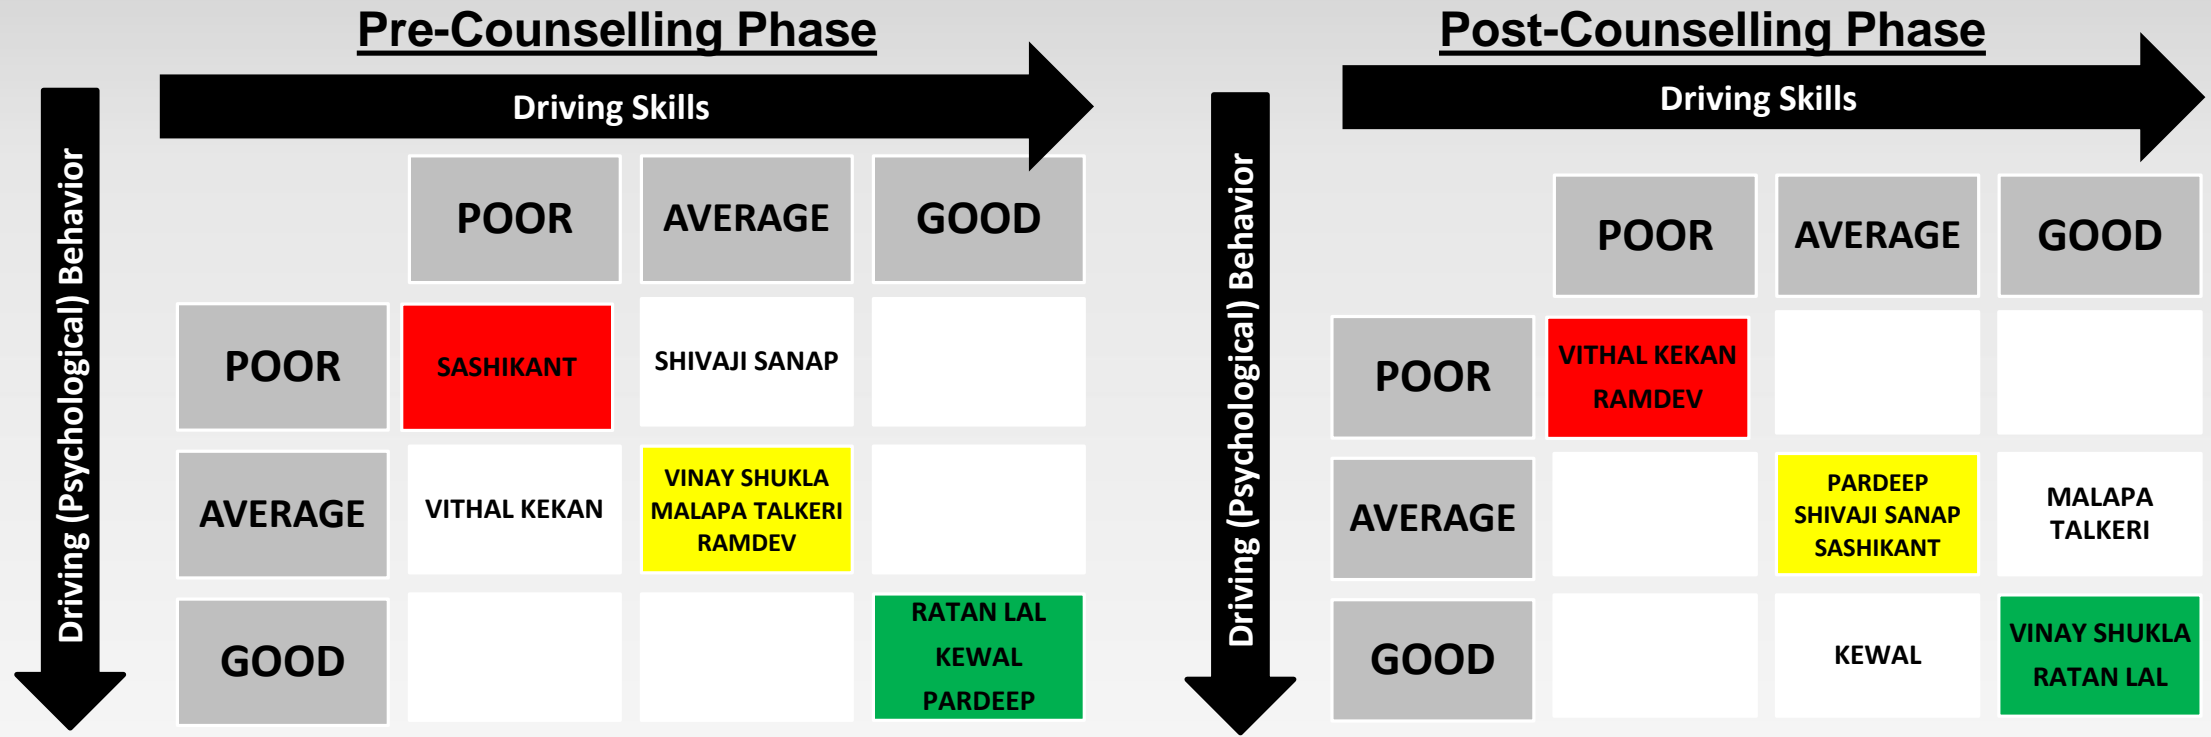 Pre-Counselling Phase
Driving Skills
Driving (Psychological) Behavior
POOR
AVERAGE
GOOD
POOR
SASHIKANT
SHIVAJI SANAP
AVERAGE
VITHAL KEKAN
VINAY SHUKLA
MALAPA TALKERI
RAMDEV
GOOD
RATAN LAL
KEWAL
PARDEEP
Post-Counselling Phase
Driving Skills
Driving (Psychological) Behavior
POOR
AVERAGE
GOOD
POOR
VITHAL KEKAN
RAMDEV
AVERAGE
PARDEEP
SHIVAJI SANAP
SASHIKANT
MALAPA
TALKERI
GOOD
KEWAL
VINAY SHUKLA
RATAN LAL